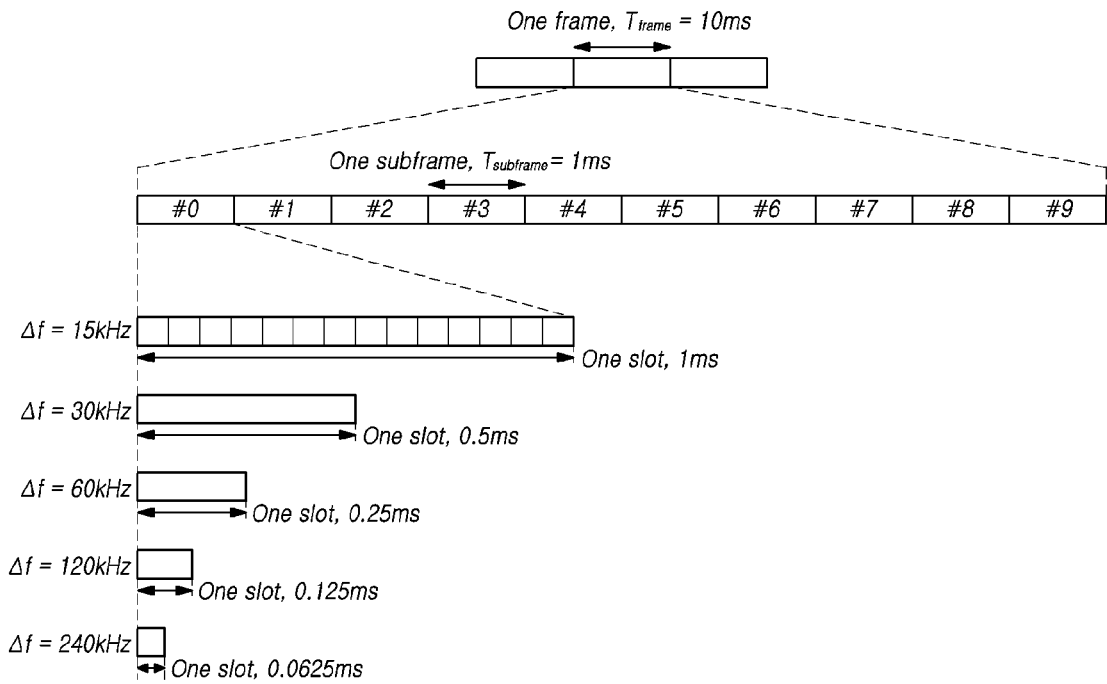 One frame, Tframe = 10ms
One subframe, Tsubframe = 1ms
#0 #1 #2 #3 #4 #5 #6 #7 #8 #9
Δf = 15kHz
One slot, 1ms
Δf = 30kHz
One slot, 0.5ms
Δf = 60kHz
One slot, 0.25ms
Δf = 120kHz
One slot, 0.125ms
Δf = 240kHz
One slot, 0.0625ms